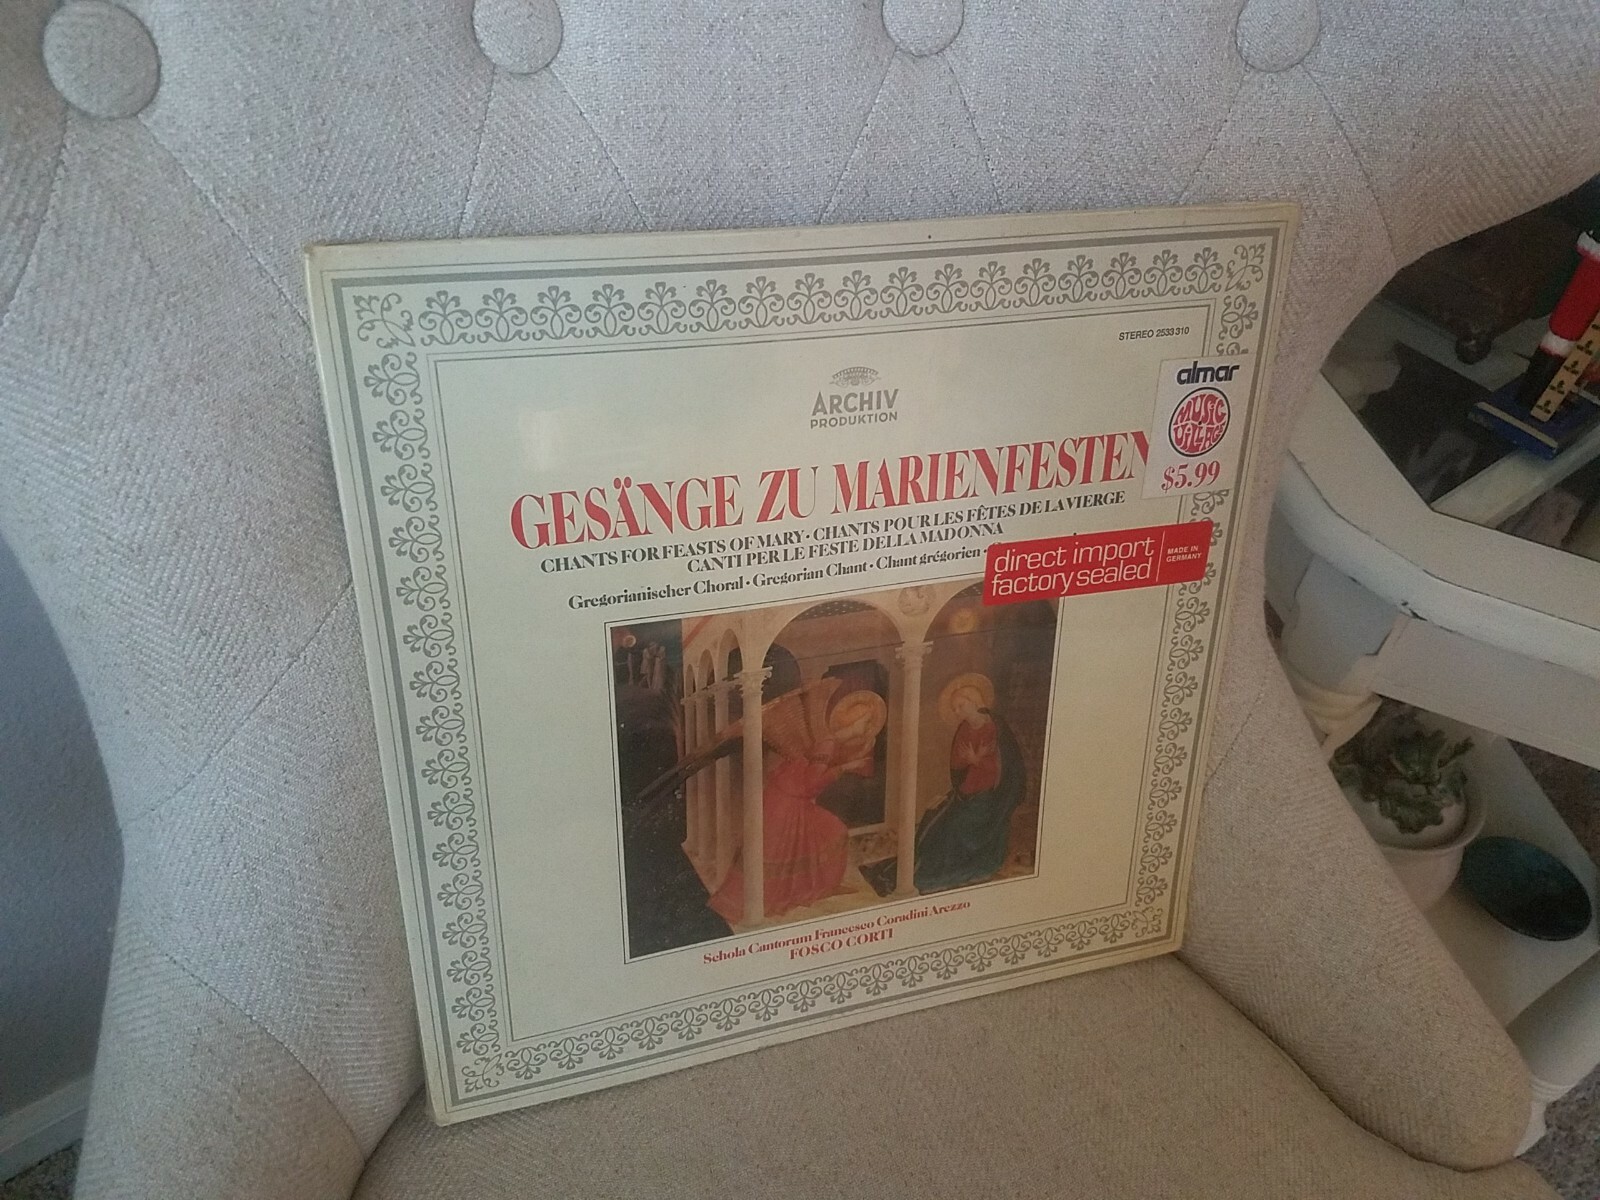 STEREO 2533 310
ARCHIV
PRODUKTION
almar
MUSIC
VILLAGE
$5.99
GESÄNGE ZU MARIENFESTEN
CHANTS FOR FEASTS OF MARY · CHANTS POUR LES FÊTES DE LA VIERGE
CANTI PER LE FESTE DELLA MADONNA
Gregorianischer Choral · Gregorian Chant · Chant grégorien ·
direct import
factory sealed
MADE IN
GERMANY
Schola Cantorum Francesco Coradini Arezzo
FOSCO CORTI